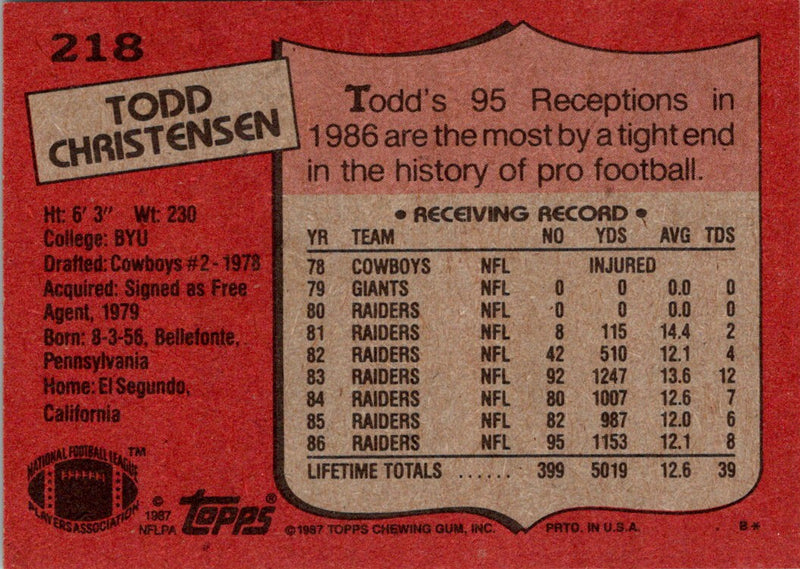 218
TODD
CHRISTENSEN
Ht: 6' 3" Wt: 230
College: BYU
Drafted: Cowboys #2-1978
Acquired: Signed as Free
Agent, 1979
Born: 8-3-56, Bellefonte,
Pennsylvania
Home: El Segundo,
California
Todd's 95 Receptions in
1986 are the most by a tight end
in the history of pro football.
• RECEIVING RECORD •
YR TEAM NO YDS AVG TDS
78 COWBOYS NFL INJURED
79 GIANTS NFL 0 0 0.0 0
80 RAIDERS NFL 0 0 0.0 0
81 RAIDERS NFL 8 115 14.4 2
82 RAIDERS NFL 42 510 12.1 4
83 RAIDERS NFL 92 1247 13.6 12
84 RAIDERS NFL 80 1007 12.6 7
85 RAIDERS NFL 82 987 12.0 6
86 RAIDERS NFL 95 1153 12.1 8
LIFETIME TOTALS ...... 399 5019 12.6 39
NATIONAL FOOTBALL LEAGUE ™
PLAYERS ASSOCIATION
©
1987
NFLPA
Topps®
©1987 TOPPS CHEWING GUM, INC. PRTD. IN U.S.A. B*